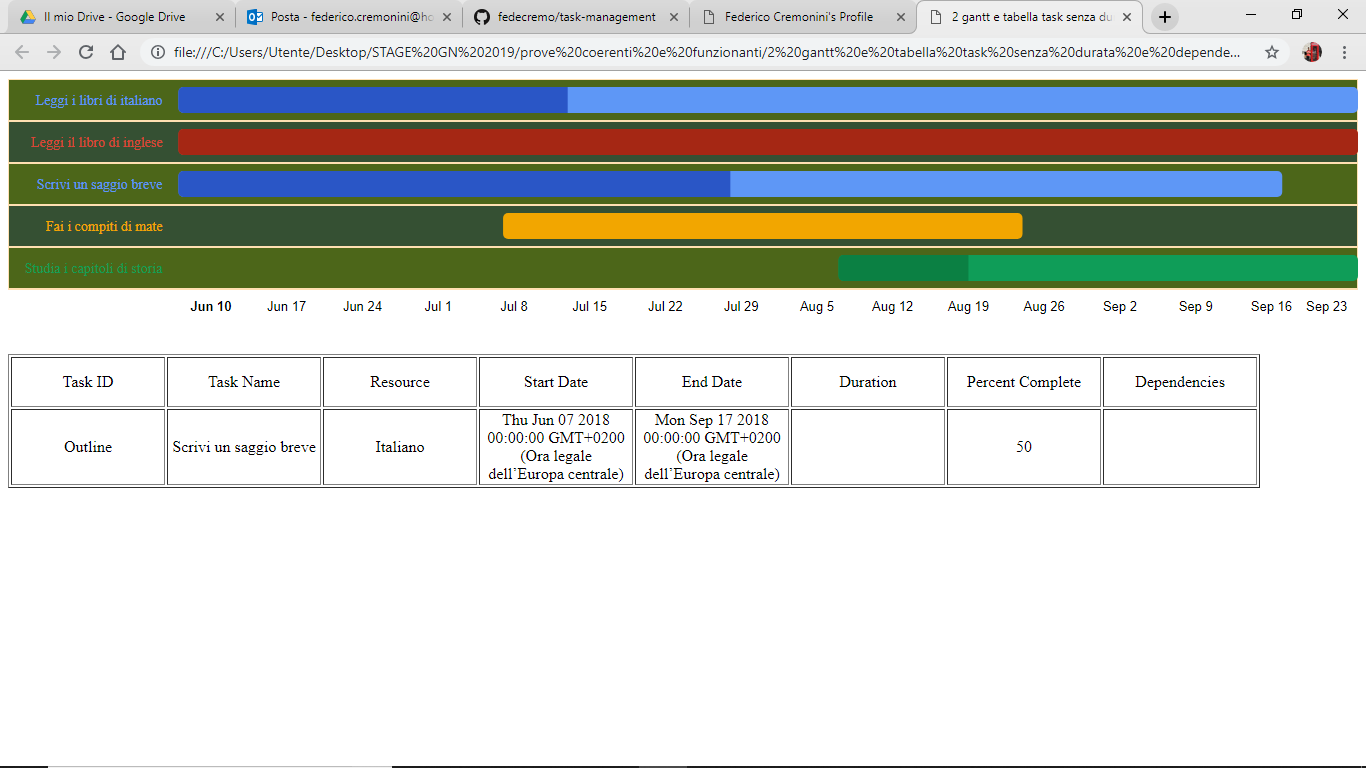 Il mio Drive - Google Drive
Posta - federico.cremonini@hc
fedecremo/task-management
Federico Cremonini's Profile
2 gantt e tabella task senza du
file:///C:/Users/Utente/Desktop/STAGE%20GN%202019/prove%20coerenti%20e%20funzionanti/2%20gantt%20e%20tabella%20task%20senza%20durata%20e%20depende...
Leggi i libri di italiano
Leggi il libro di inglese
Scrivi un saggio breve
Fai i compiti di mate
Studia i capitoli di storia
Jun 10 Jun 17 Jun 24 Jul 1 Jul 8 Jul 15 Jul 22 Jul 29 Aug 5 Aug 12 Aug 19 Aug 26 Sep 2 Sep 9 Sep 16 Sep 23
Task ID Task Name Resource Start Date End Date Duration Percent Complete Dependencies
Outline Scrivi un saggio breve Italiano
Thu Jun 07 2018
00:00:00 GMT+0200
(Ora legale
dell'Europa centrale)
Mon Sep 17 2018
00:00:00 GMT+0200
(Ora legale
dell'Europa centrale)
50